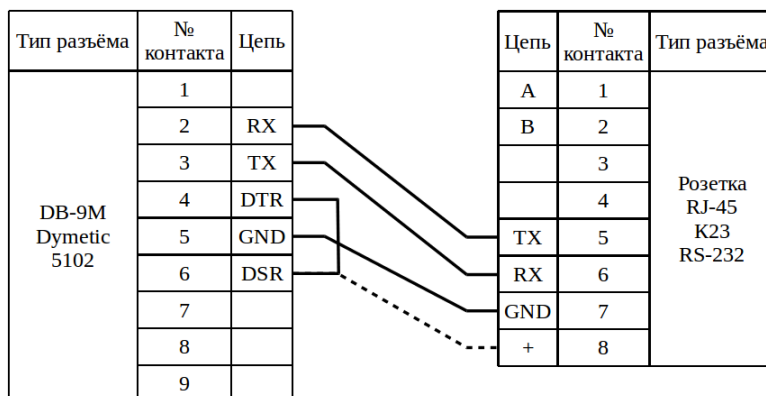 Тип разъёма № контакта Цепь
1
2 RX
3 TX
4 DTR
5 GND
6 DSR
7
8
9
DB-9M
Dymetic
5102
Цепь № контакта Тип разъёма
A 1
B 2
3
4
TX 5
RX 6
GND 7
+ 8
Розетка
RJ-45
К23
RS-232